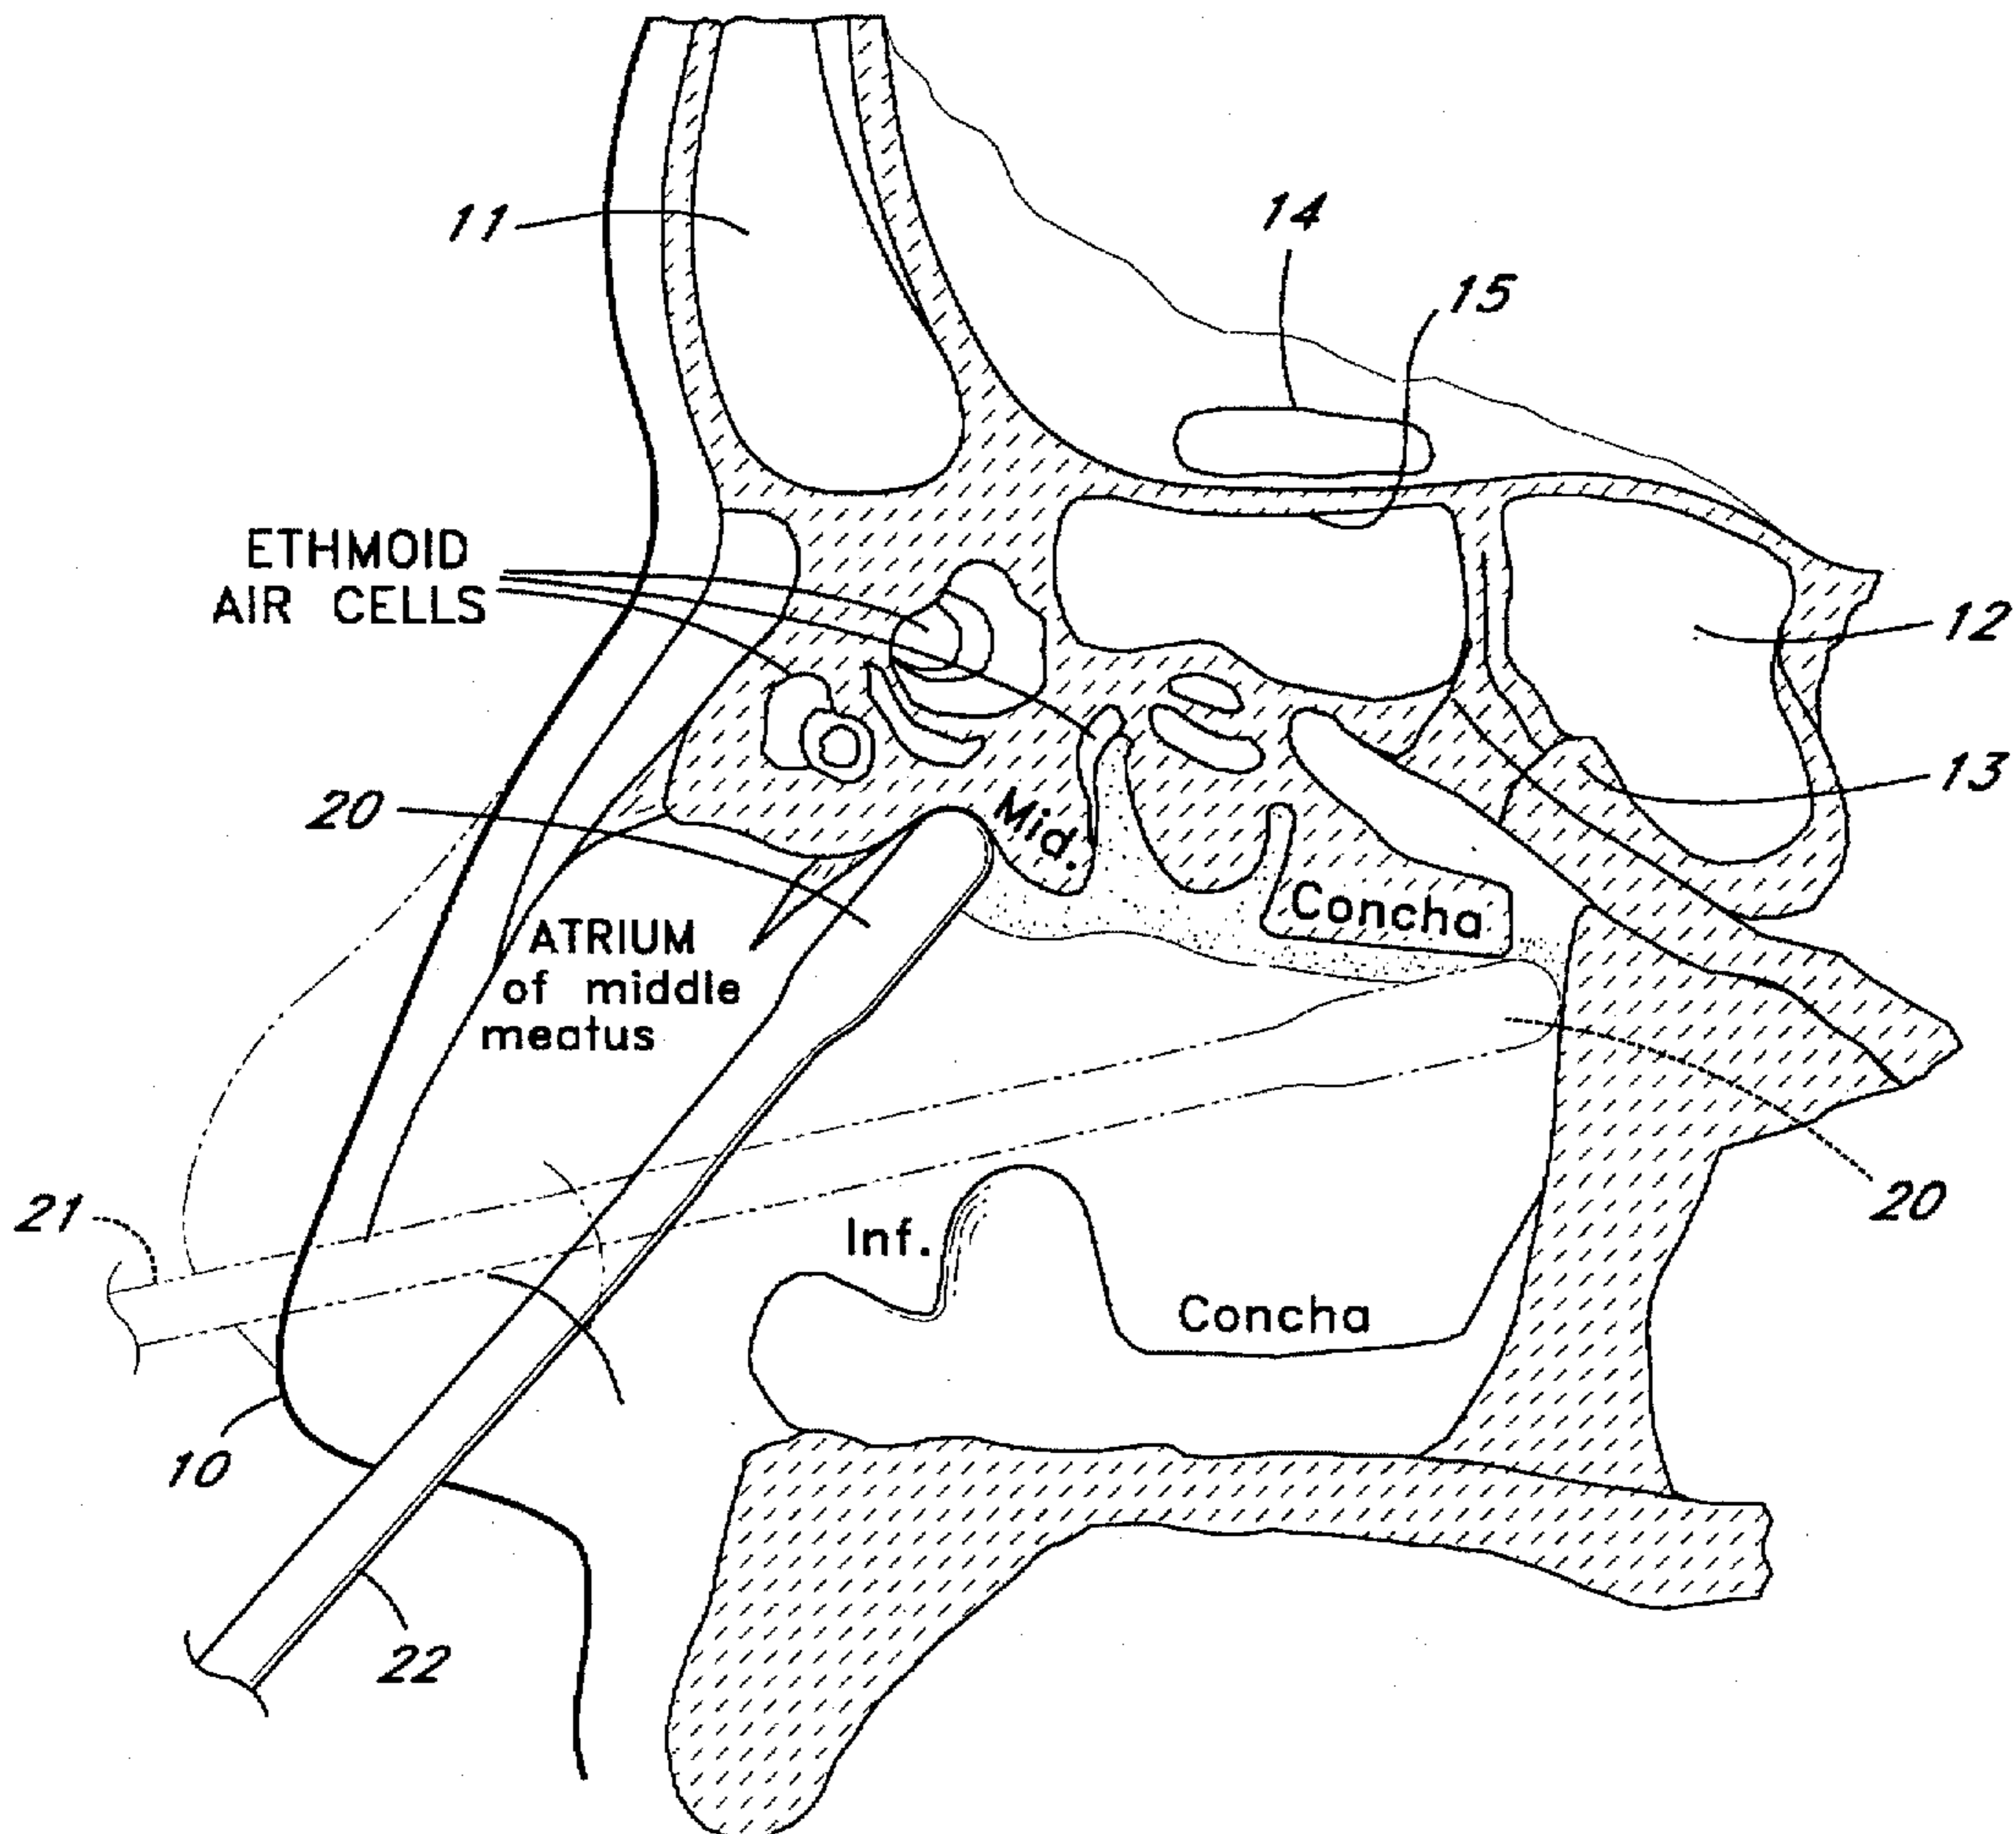 11
14
15
ETHMOID
AIR CELLS
12
13
20
Mid.
Concha
ATRIUM
of middle
meatus
20
21
Inf.
Concha
10
22